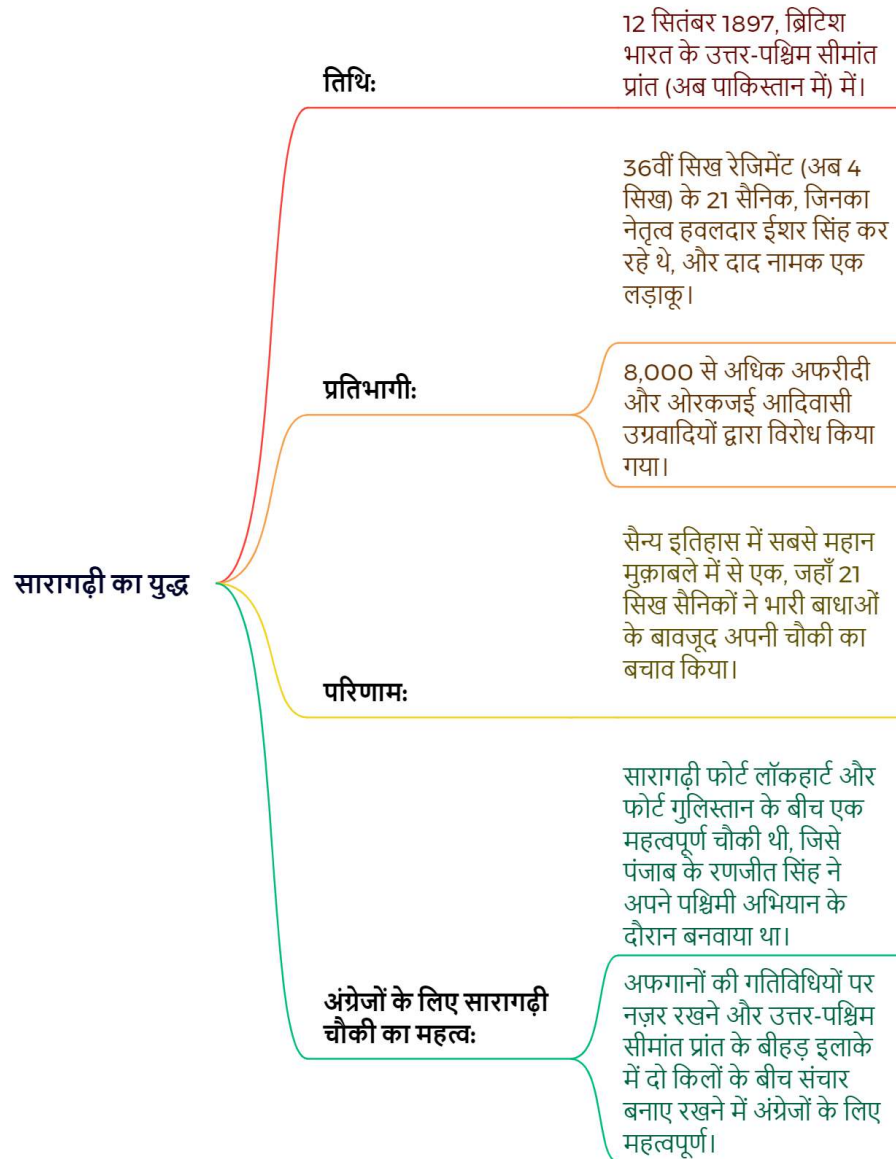 सारागढ़ी का युद्ध
तिथि:
12 सितंबर 1897, ब्रिटिश
भारत के उत्तर-पश्चिम सीमांत
प्रांत (अब पाकिस्तान में) में।
प्रतिभागी:
36वीं सिख रेजिमेंट (अब 4
सिख) के 21 सैनिक, जिनका
नेतृत्व हवलदार ईशर सिंह कर
रहे थे, और दाद नामक एक
लड़ाकू।
8,000 से अधिक अफरीदी
और ओरकजई आदिवासी
उग्रवादियों द्वारा विरोध किया
गया।
परिणाम:
सैन्य इतिहास में सबसे महान
मुक़ाबले में से एक, जहाँ 21
सिख सैनिकों ने भारी बाधाओं
के बावजूद अपनी चौकी का
बचाव किया।
अंग्रेजों के लिए सारागढ़ी
चौकी का महत्व:
सारागढ़ी फोर्ट लॉकहार्ट और
फोर्ट गुलिस्तान के बीच एक
महत्वपूर्ण चौकी थी, जिसे
पंजाब के रणजीत सिंह ने
अपने पश्चिमी अभियान के
दौरान बनवाया था।
अफगानों की गतिविधियों पर
नज़र रखने और उत्तर-पश्चिम
सीमांत प्रांत के बीहड़ इलाके
में दो किलों के बीच संचार
बनाए रखने में अंग्रेजों के लिए
महत्वपूर्ण।